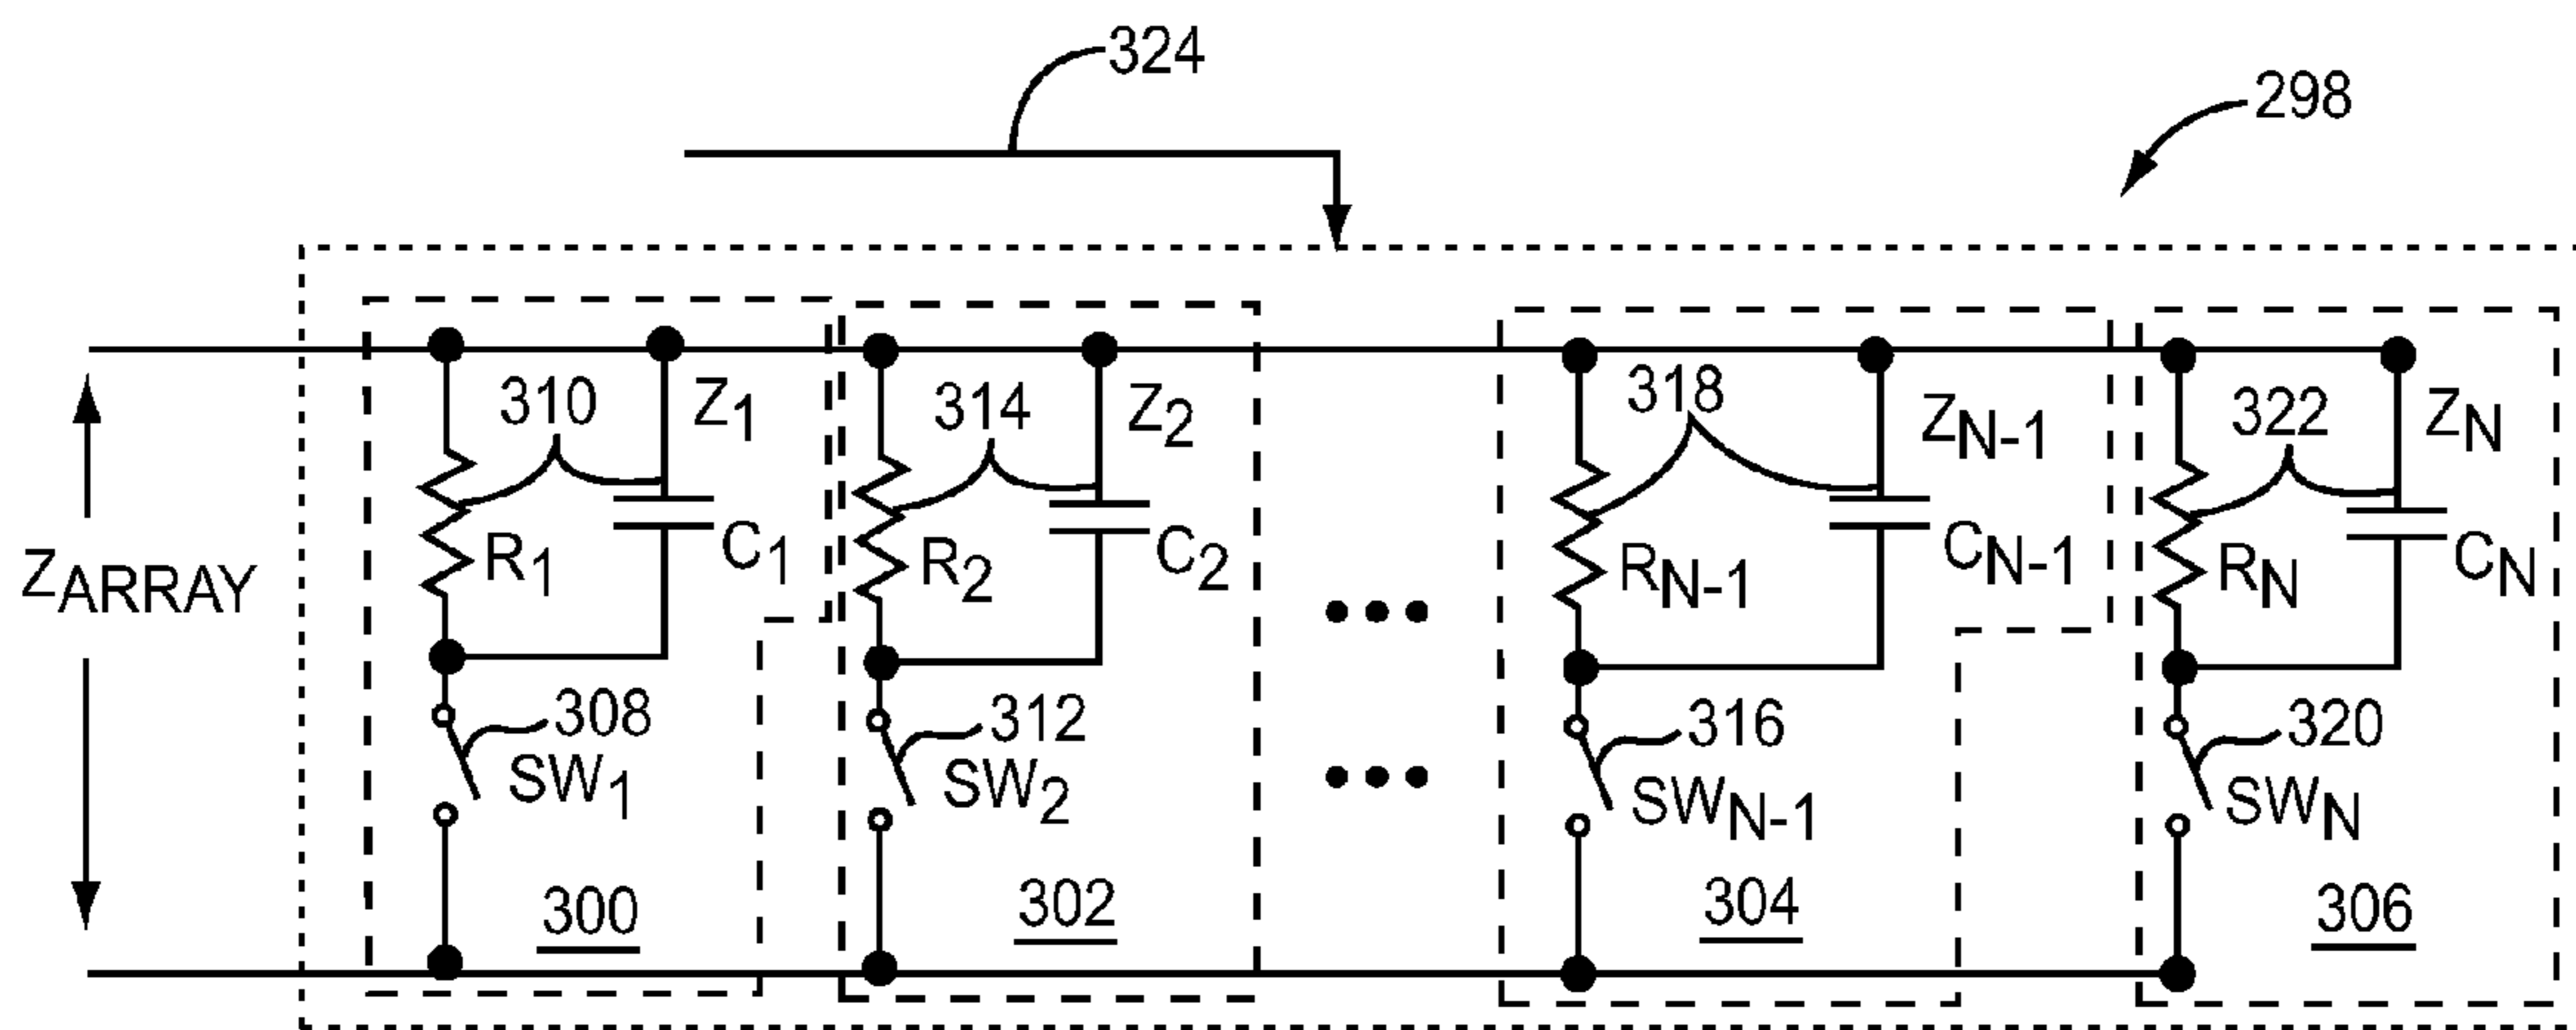 324
298
310
Z1
314
Z2
318
ZN-1
322
ZN
ZARRAY
R1
C1
R2
C2
RN-1
CN-1
RN
CN
308
SW1
312
SW2
316
SWN-1
320
SWN
300
302
304
306